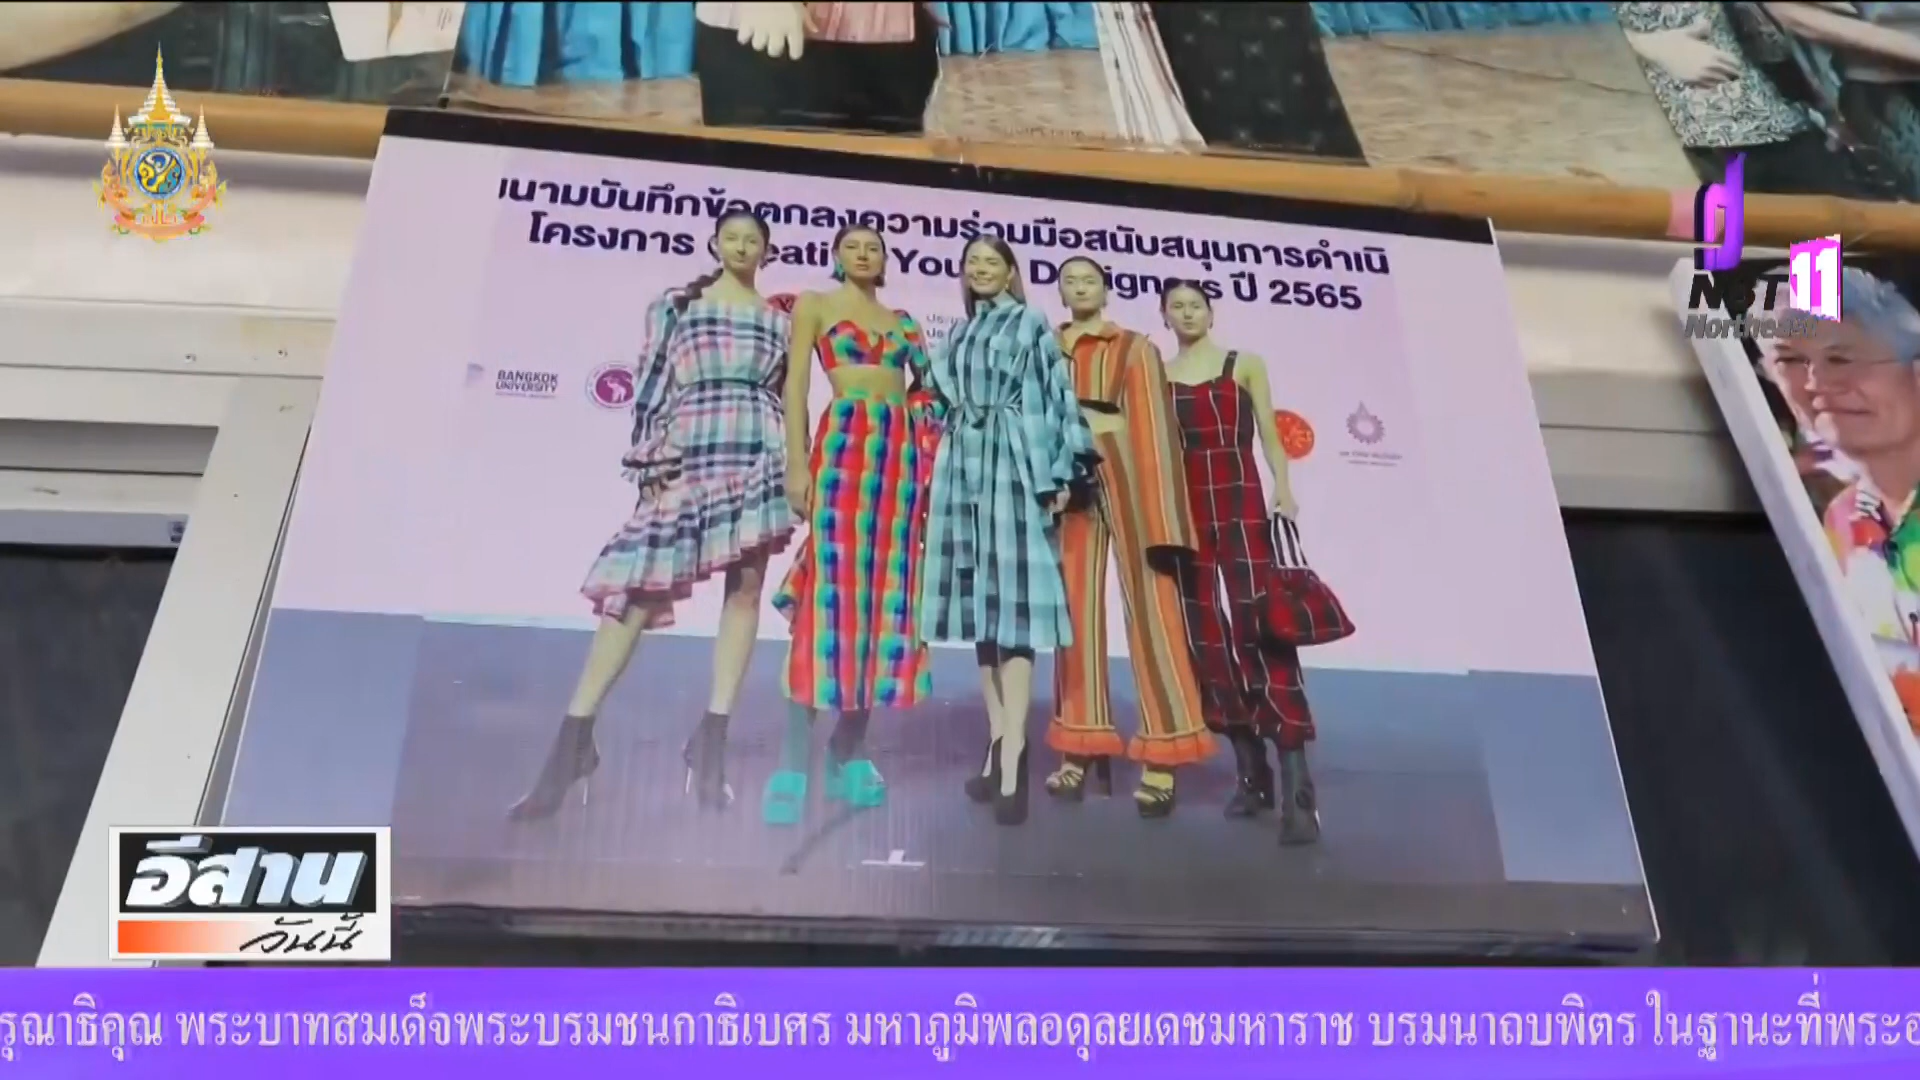 นามบันทึกข้อตกลงความร่วมมือสนับสนุนการดำเนิ
โครงการ Creative Young Designers ปี 2565
BANGKOK
UNIVERSITY
NBT 11
Northeast
อีสาน
วันนี้
รุณาธิคุณ พระบาทสมเด็จพระบรมชนกาธิเบศร มหาภูมิพลอดุลยเดชมหาราช บรมนาถบพิตร ในฐานะที่พระอ